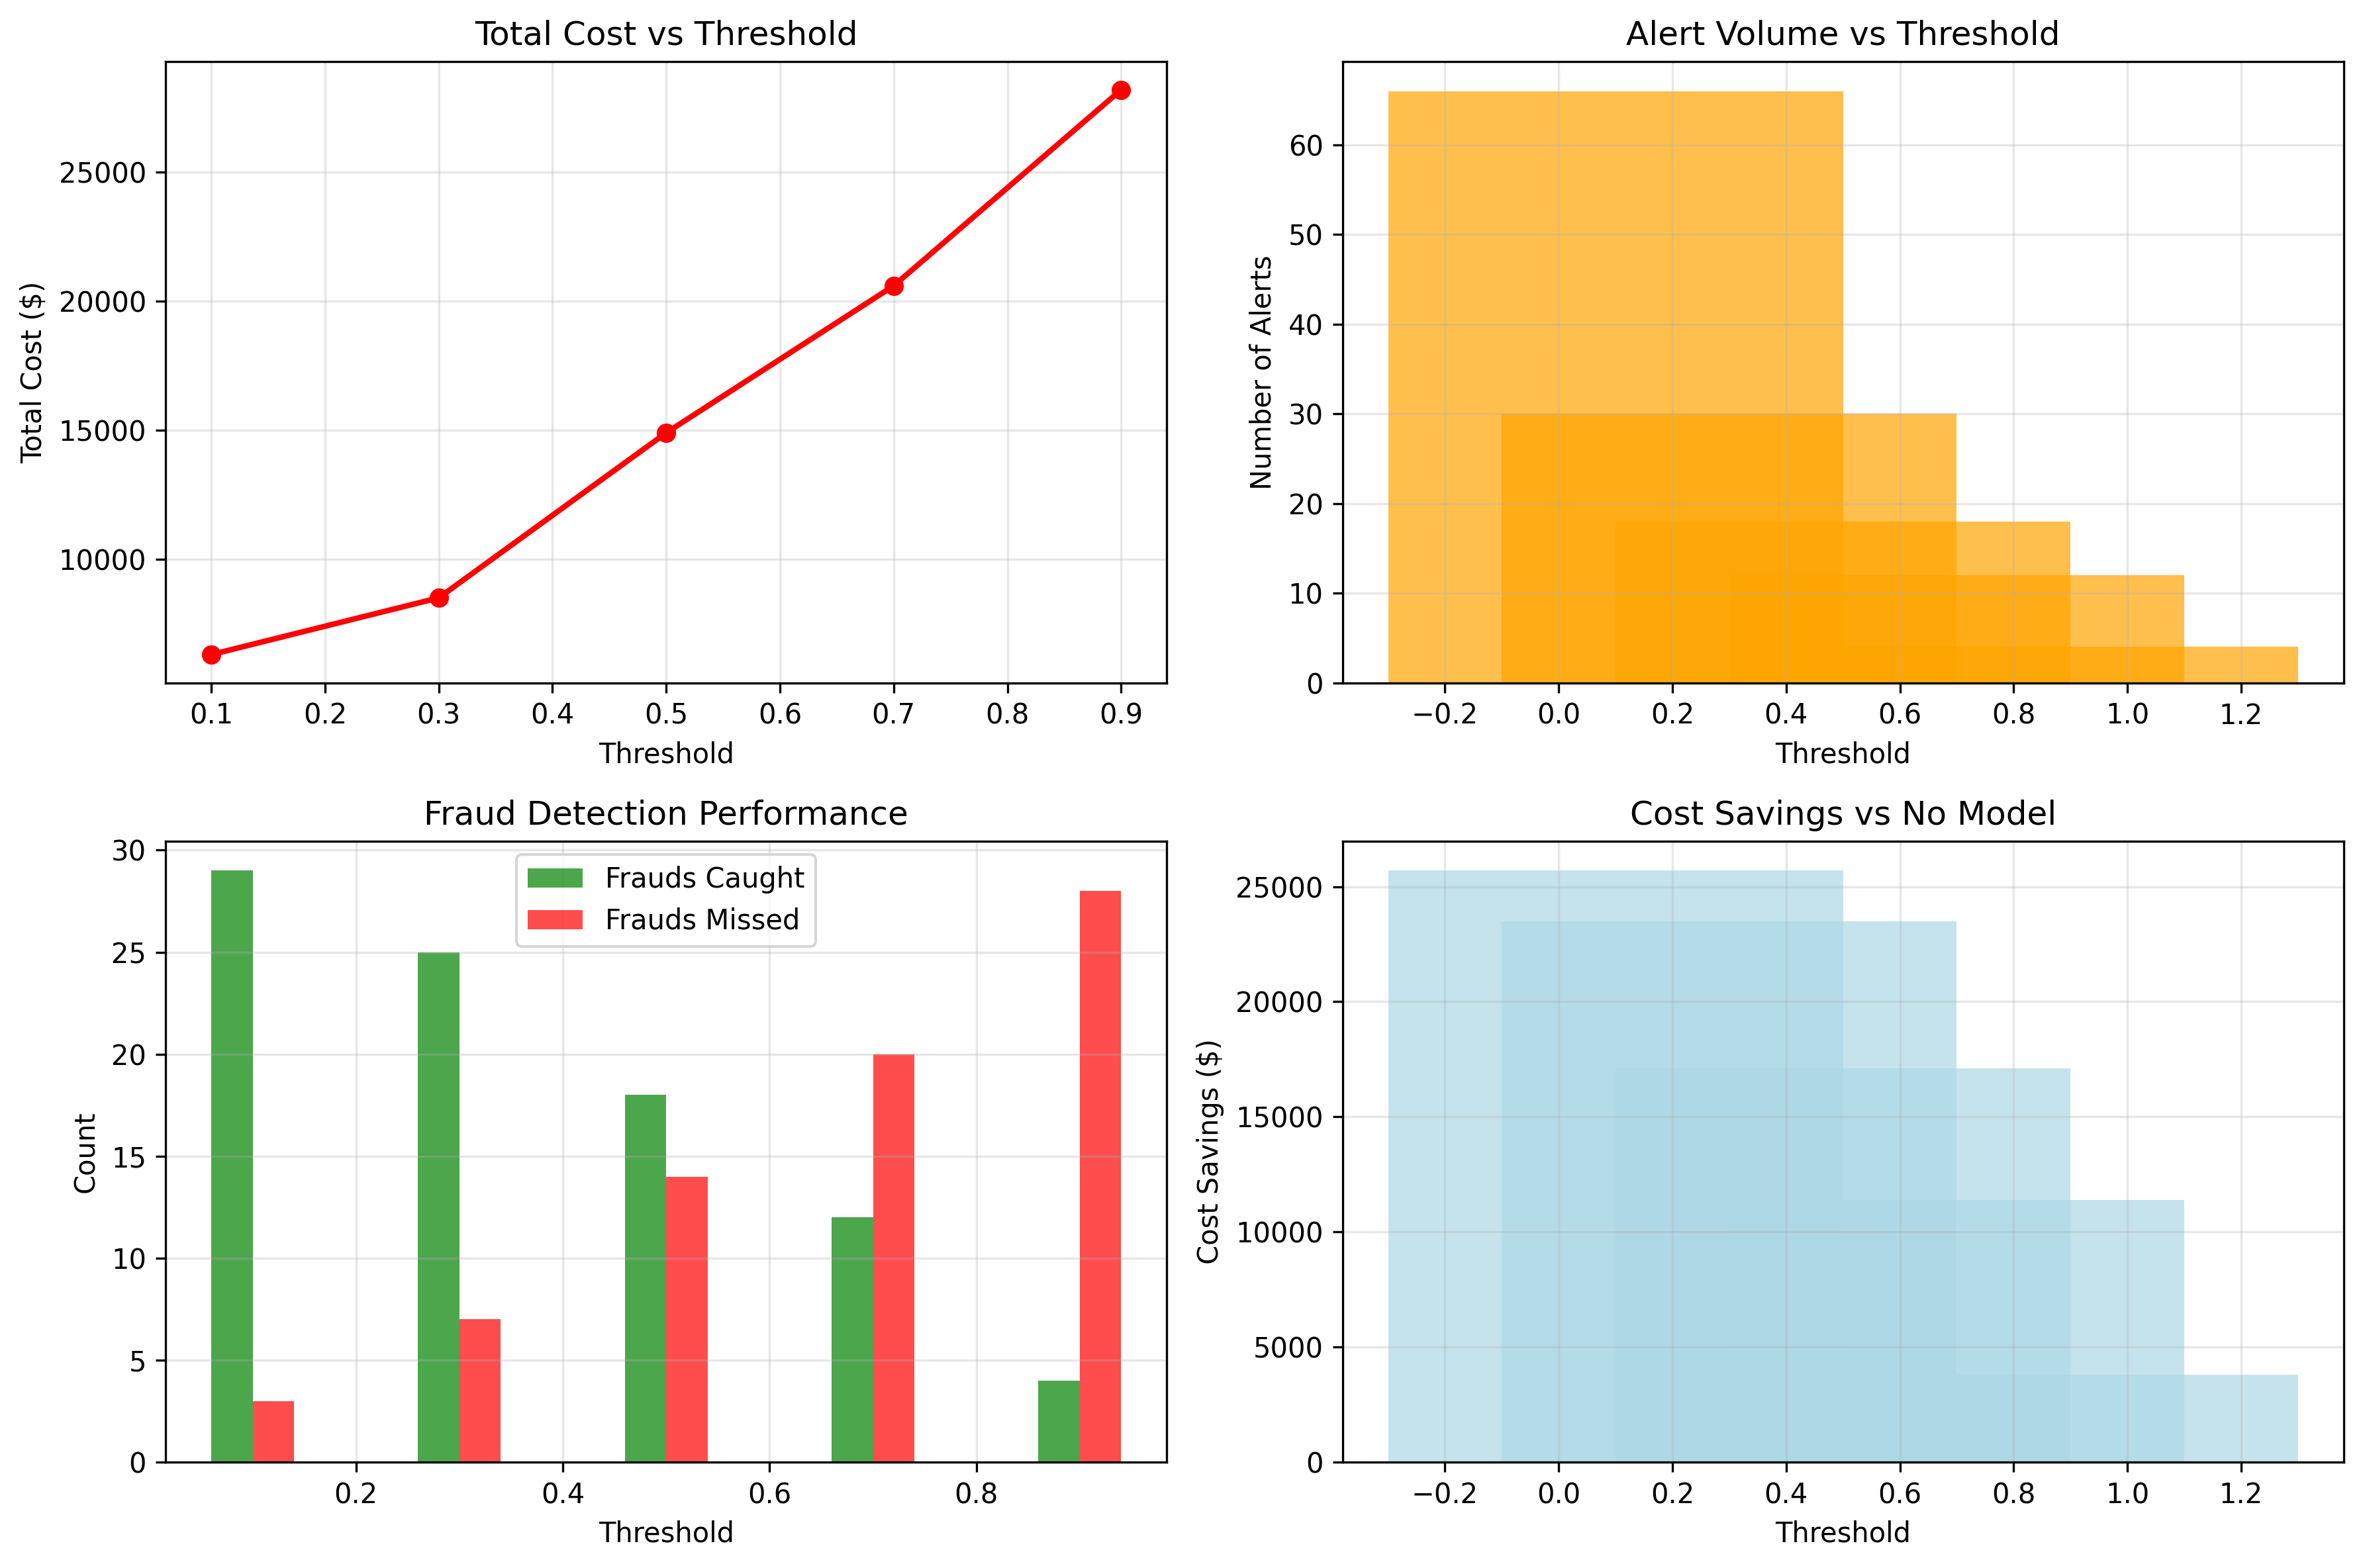 Total Cost vs Threshold
25000
20000
15000
10000
Total Cost ($)
0.1 0.2 0.3 0.4 0.5 0.6 0.7 0.8 0.9
Threshold
Alert Volume vs Threshold
60
50
40
30
20
10
0
Number of Alerts
−0.2 0.0 0.2 0.4 0.6 0.8 1.0 1.2
Threshold
Fraud Detection Performance
Frauds Caught
Frauds Missed
30
25
20
15
10
5
0
Count
0.2 0.4 0.6 0.8
Threshold
Cost Savings vs No Model
25000
20000
15000
10000
5000
0
Cost Savings ($)
−0.2 0.0 0.2 0.4 0.6 0.8 1.0 1.2
Threshold